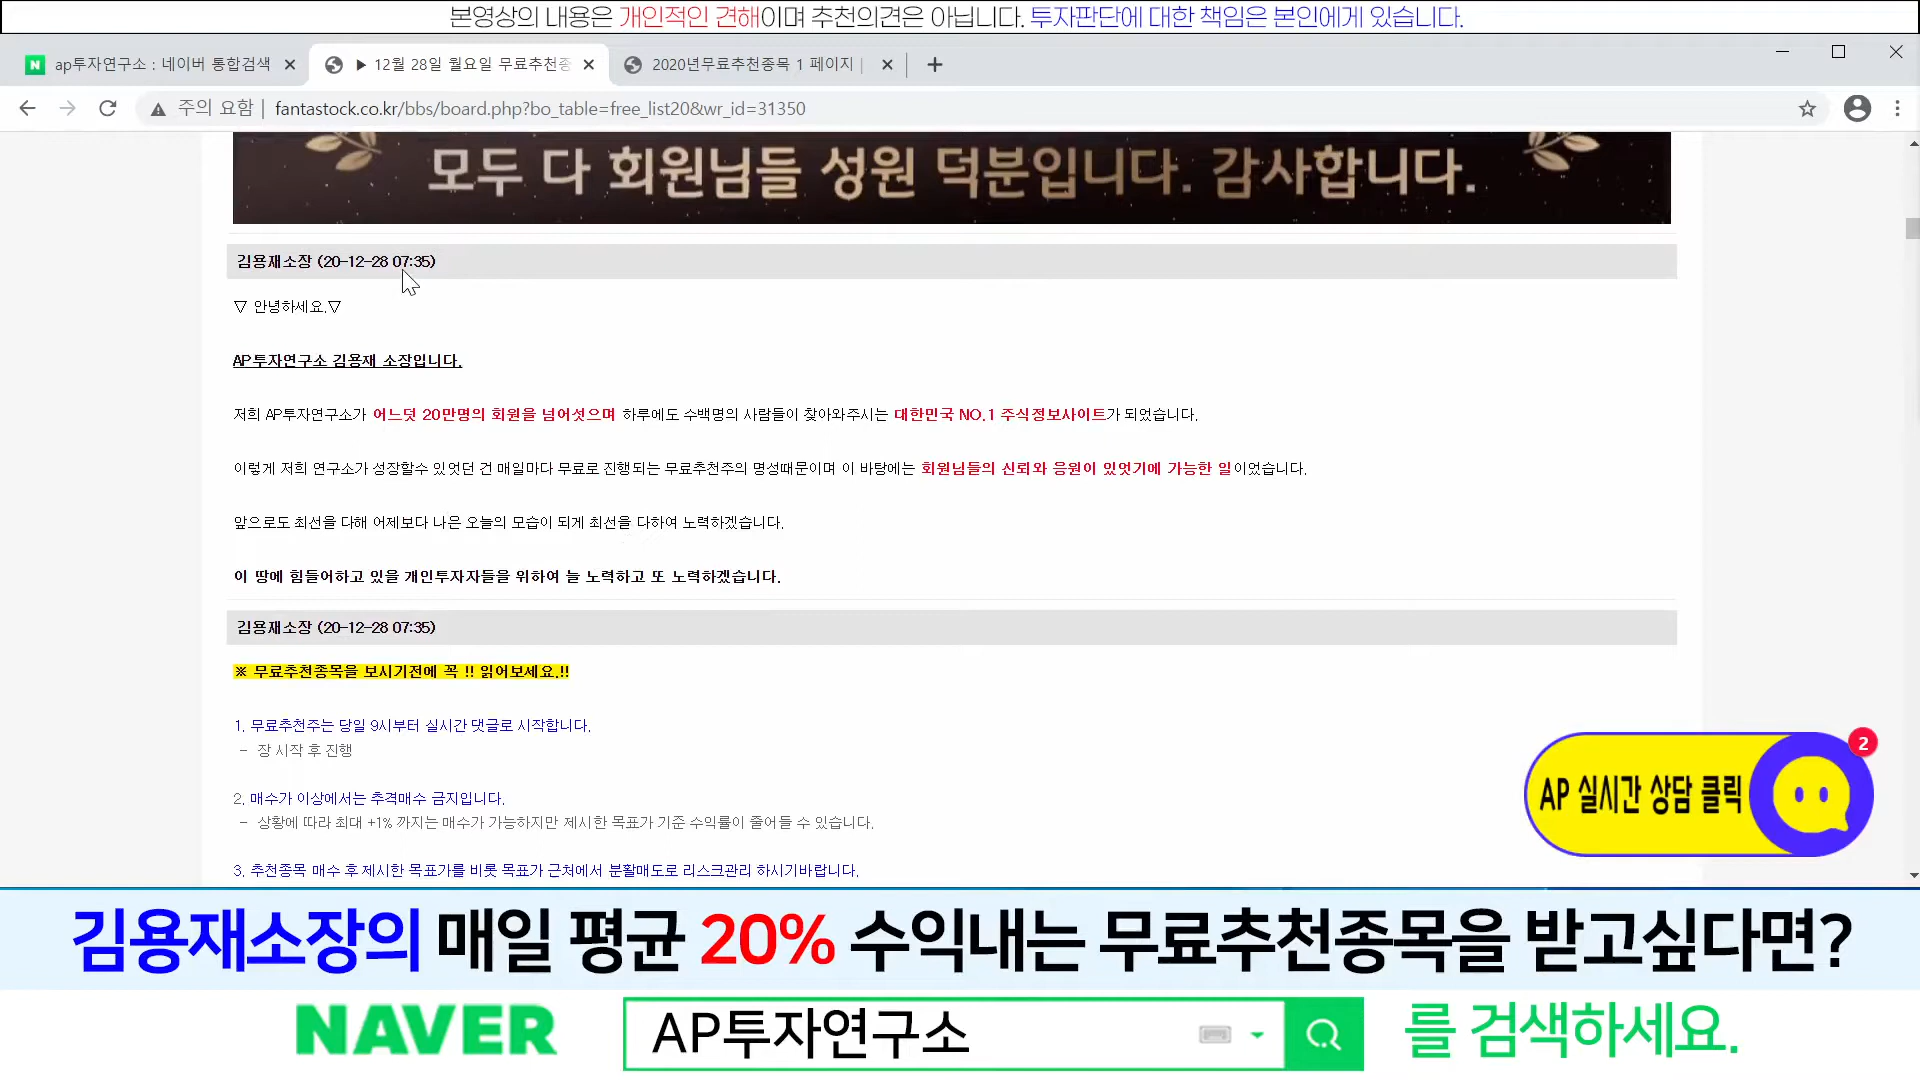 본영상의 내용은 개인적인 견해이며 추천의견은 아닙니다. 투자판단에 대한 책임은 본인에게 있습니다.
N ap투자연구소 : 네이버 통합검색
▶ 12월 28일 월요일 무료추천종
2020년무료추천종목 1 페이지 |
주의 요함 | fantastock.co.kr/bbs/board.php?bo_table=free_list20&wr_id=31350
모두 다 회원님들 성원 덕분입니다. 감사합니다.
김용재소장 (20-12-28 07:35)
▽ 안녕하세요.▽
AP투자연구소 김용재 소장입니다.
저희 AP투자연구소가 어느덧 20만명의 회원을 넘어섯으며 하루에도 수백명의 사람들이 찾아와주시는 대한민국 NO.1 주식정보사이트가 되었습니다.
이렇게 저희 연구소가 성장할수 있엇던 건 매일마다 무료로 진행되는 무료추천주의 명성때문이며 이 바탕에는 회원님들의 신뢰와 응원이 있엇기에 가능한 일이었습니다.
앞으로도 최선을 다해 어제보다 나은 오늘의 모습이 되게 최선을 다하여 노력하겠습니다.
이 땅에 힘들어하고 있을 개인투자자들을 위하여 늘 노력하고 또 노력하겠습니다.
김용재소장 (20-12-28 07:35)
※ 무료추천종목을 보시기전에 꼭 !! 읽어보세요.!!
1. 무료추천주는 당일 9시부터 실시간 댓글로 시작합니다.
- 장 시작 후 진행
2. 매수가 이상에서는 추격매수 금지입니다.
- 상황에 따라 최대 +1% 까지는 매수가 가능하지만 제시한 목표가 기준 수익률이 줄어들 수 있습니다.
3. 추천종목 매수 후 제시한 목표가를 비롯 목표가 근처에서 분활매도로 리스크관리 하시기바랍니다.
2
AP 실시간 상담 클릭
김용재소장의 매일 평균 20% 수익내는 무료추천종목을 받고싶다면?
NAVER AP투자연구소 를 검색하세요.